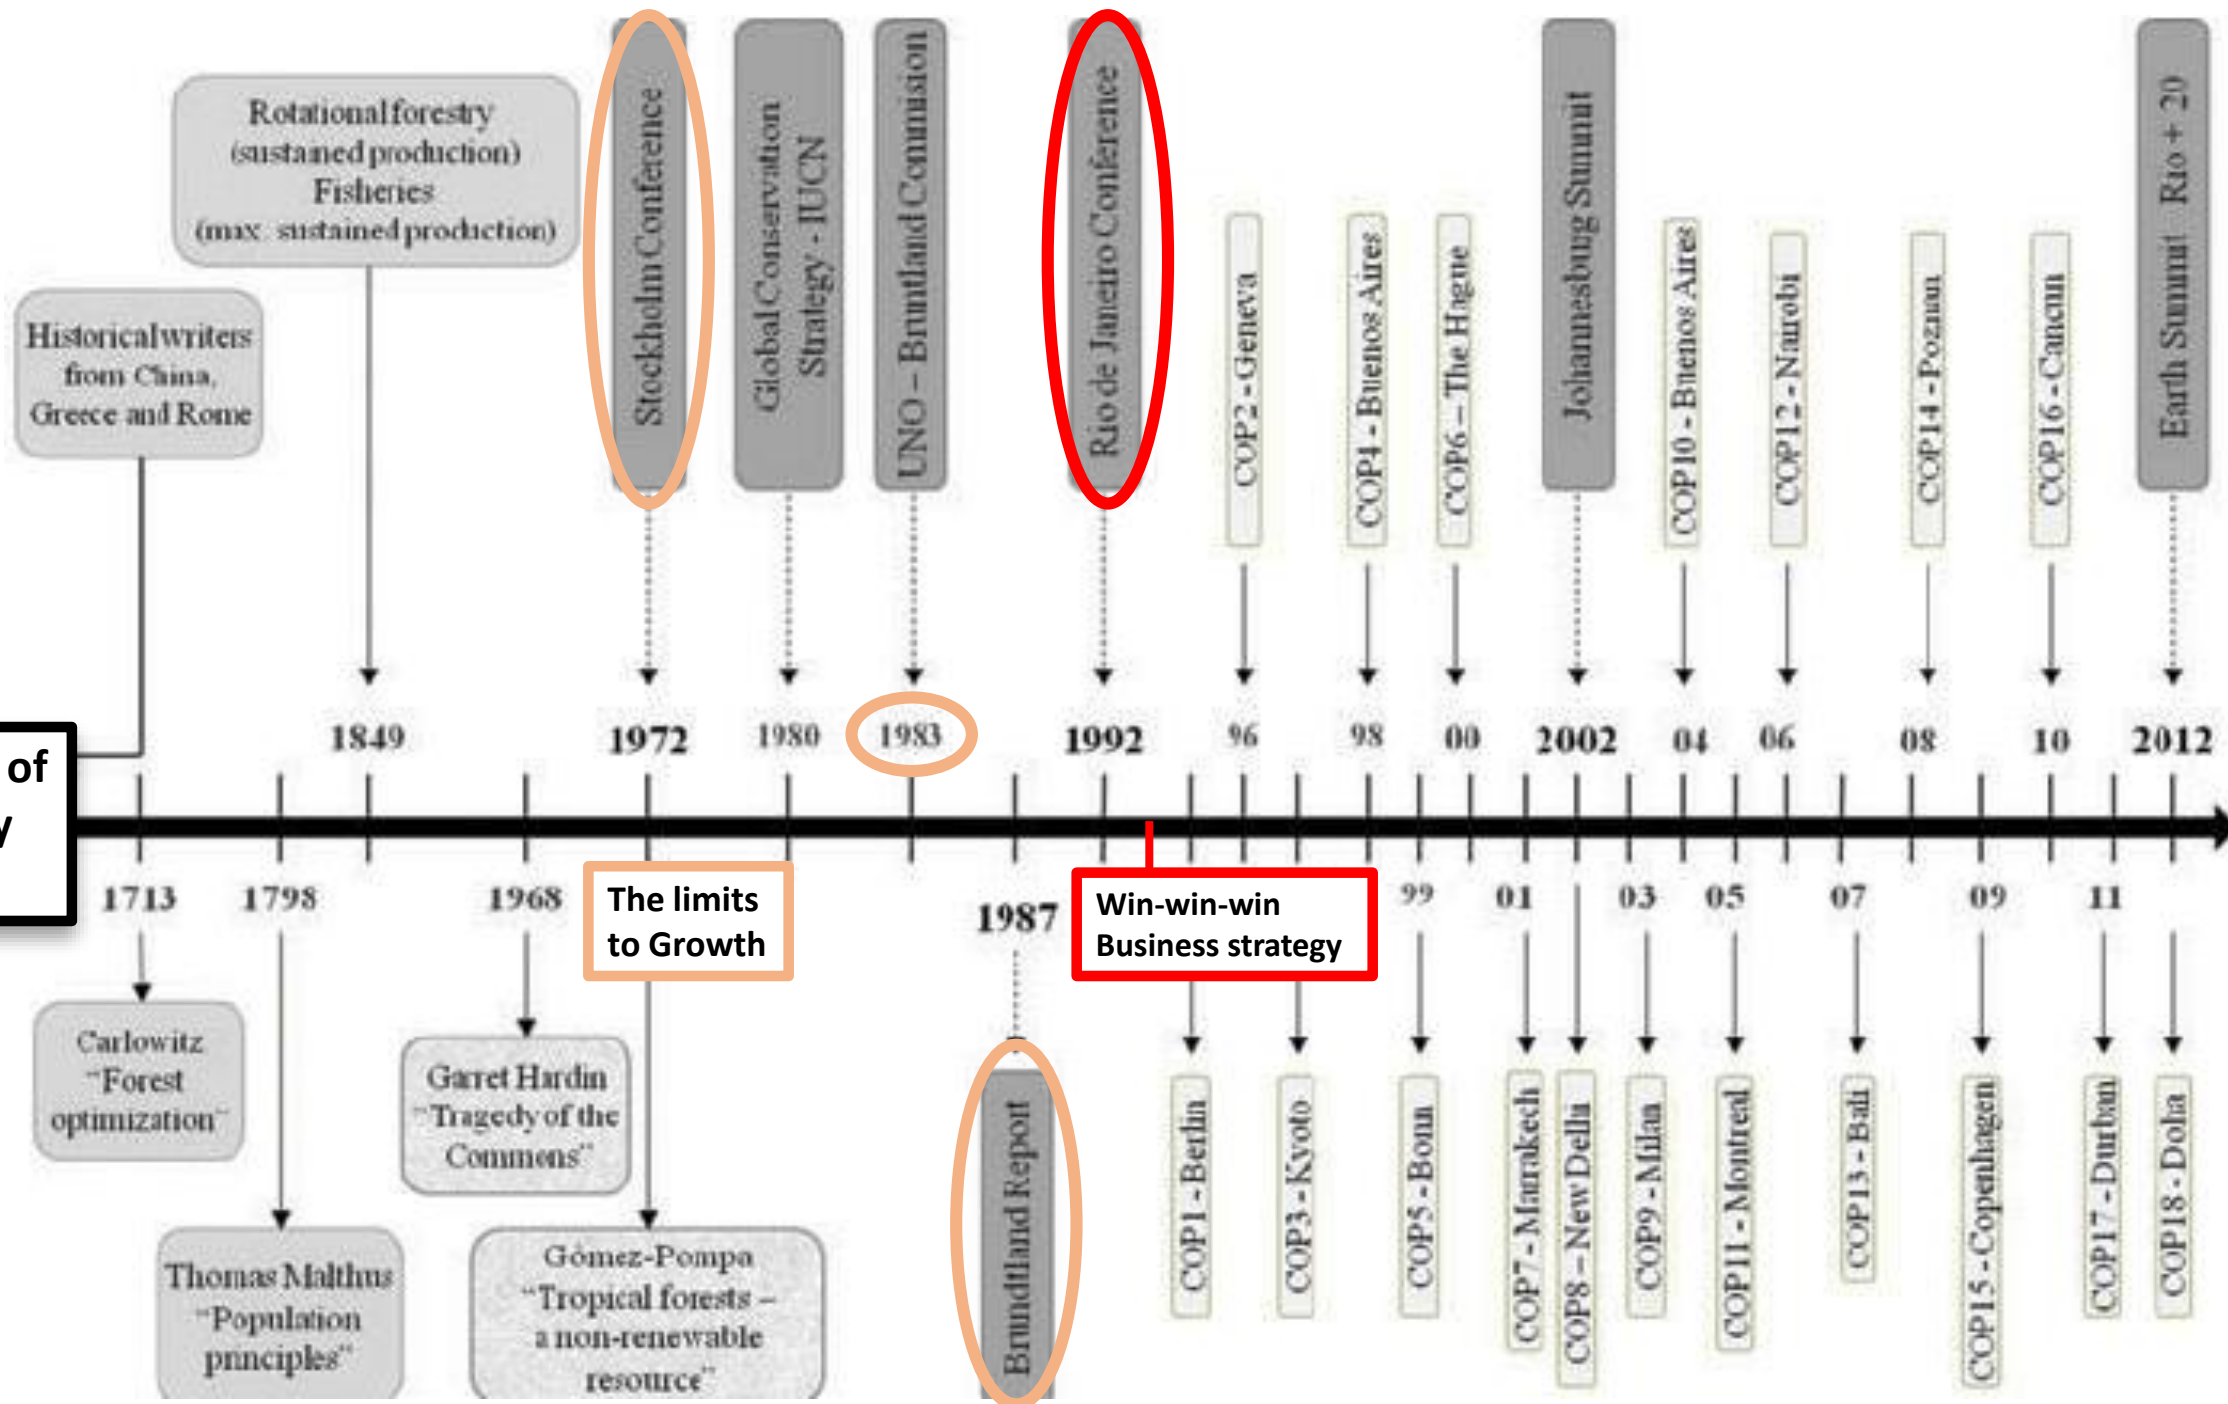 Rotational forestry
(sustained production)
Fisheries
(max. sustained production)
Historical writers
from China,
Greece and Rome
Stockholm Conference
Global Conservation
Strategy - IUCN
UNO – Bruntland Commision
Rio de Janeiro Conference
COP2 - Geneva
COP4 - Buenos Aires
COP6 – The Hague
Johannesburg Summit
COP10 - Buenos Aires
COP12 - Nairobi
COP14 - Poznan
COP16 - Cancun
Earth Summit Rio + 20
of
y
1849
1972
1980
1983
1992
96
98
00
2002
04
06
08
10
2012
1713
1798
1968
The limits
to Growth
1987
Win-win-win
Business strategy
99
01
03
05
07
09
11
Carlowitz
"Forest
optimization"
Thomas Malthus
"Population
principles"
Garret Hardin
"Tragedy of the
Commons"
Gómez-Pompa
"Tropical forests –
a non-renewable
resource"
Brundtland Report
COP1 - Berlin
COP3 - Kyoto
COP5 - Bonn
COP7 - Marrakech
COP8 – New Delhi
COP9 - Milan
COP11 - Montreal
COP13 - Bali
COP15 - Copenhagen
COP17 - Durban
COP18 - Doha